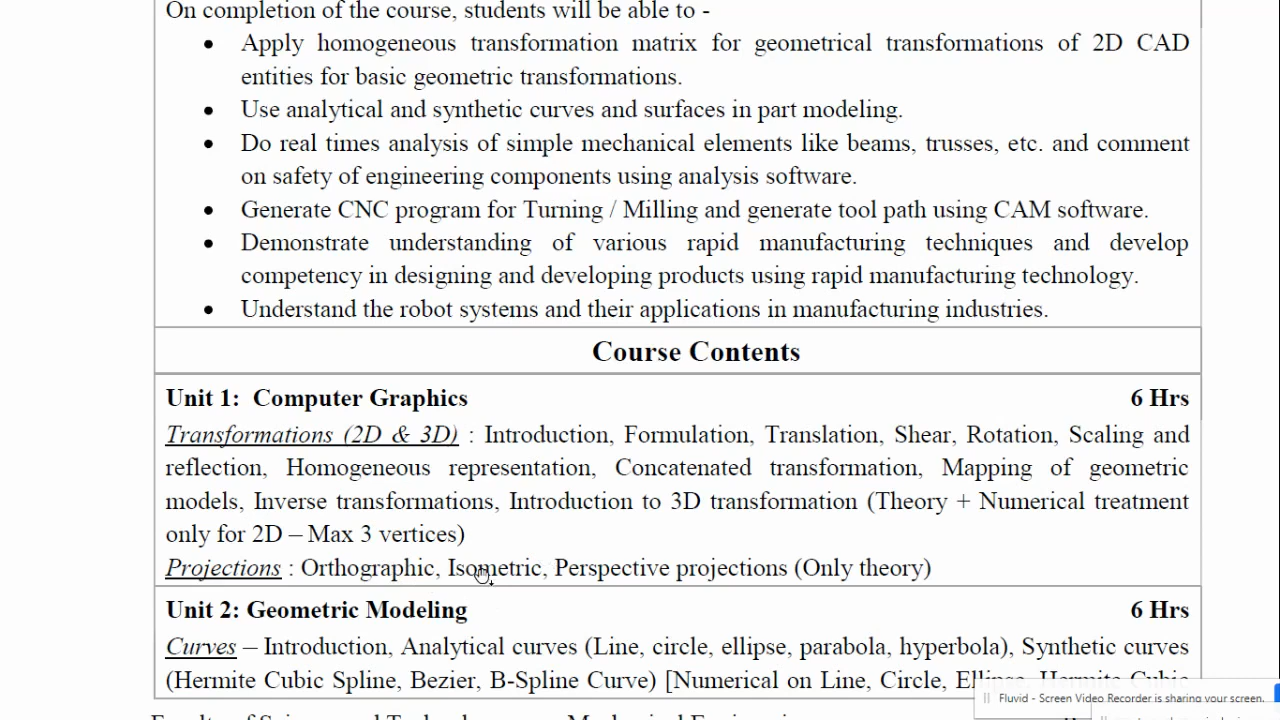 On completion of the course, students will be able to -
• Apply homogeneous transformation matrix for geometrical transformations of 2D CAD
entities for basic geometric transformations.
• Use analytical and synthetic curves and surfaces in part modeling.
• Do real times analysis of simple mechanical elements like beams, trusses, etc. and comment
on safety of engineering components using analysis software.
• Generate CNC program for Turning / Milling and generate tool path using CAM software.
• Demonstrate understanding of various rapid manufacturing techniques and develop
competency in designing and developing products using rapid manufacturing technology.
• Understand the robot systems and their applications in manufacturing industries.
Course Contents
Unit 1: Computer Graphics 6 Hrs
Transformations (2D & 3D) : Introduction, Formulation, Translation, Shear, Rotation, Scaling and
reflection, Homogeneous representation, Concatenated transformation, Mapping of geometric
models, Inverse transformations, Introduction to 3D transformation (Theory + Numerical treatment
only for 2D – Max 3 vertices)
Projections : Orthographic, Isometric, Perspective projections (Only theory)
Unit 2: Geometric Modeling 6 Hrs
Curves – Introduction, Analytical curves (Line, circle, ellipse, parabola, hyperbola), Synthetic curves
(Hermite Cubic Spline, Bezier, B-Spline Curve) [Numerical on Line, Circle, Ellipse, Hermite Cubic
Fluvid - Screen Video Recorder is sharing your screen.